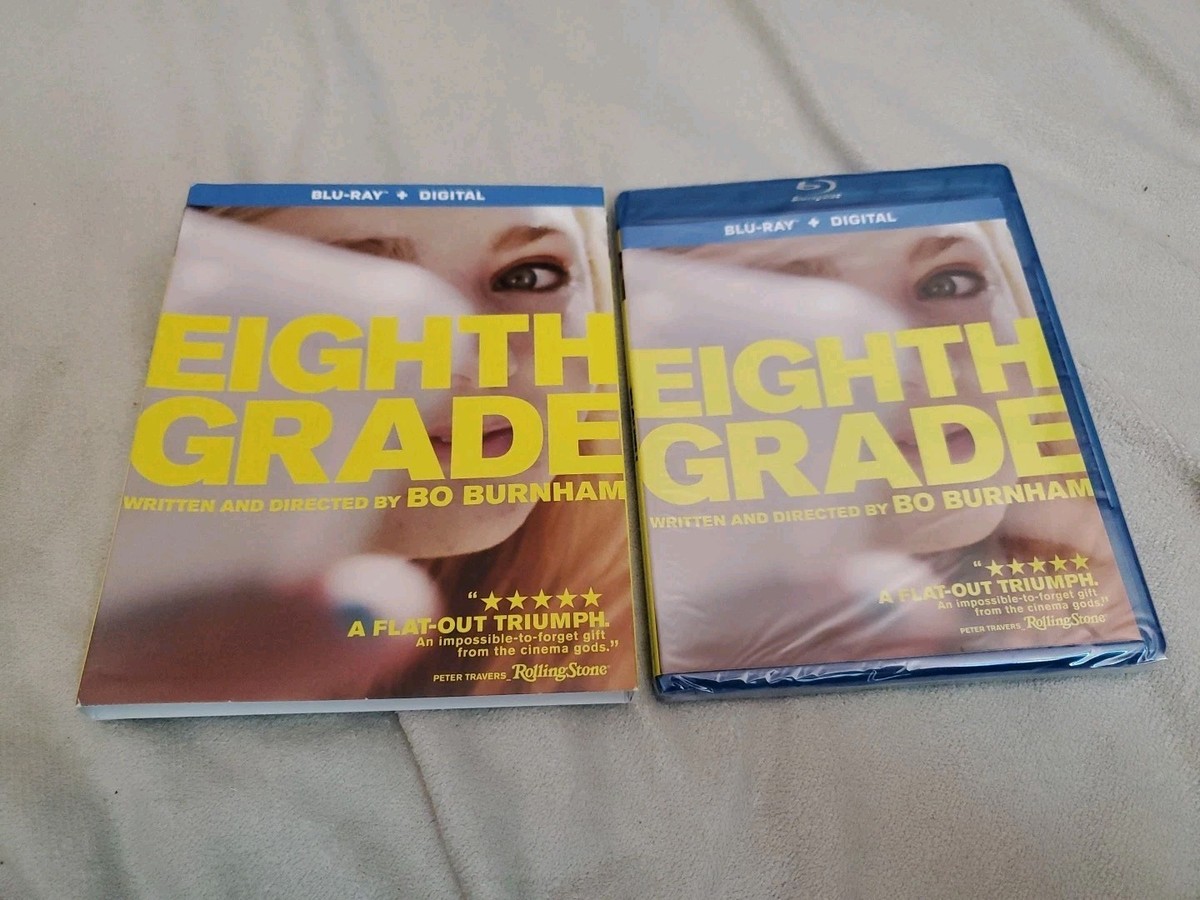 BLU-RAY™ + DIGITAL
EIGHTH
GRADE
WRITTEN AND DIRECTED BY BO BURNHAM
"★★★★★
A FLAT-OUT TRIUMPH.
An impossible-to-forget gift
from the cinema gods."
PETER TRAVERS, RollingStone
BLU-RAY™ + DIGITAL
EIGHTH
GRADE
WRITTEN AND DIRECTED BY BO BURNHAM
"★★★★★
A FLAT-OUT TRIUMPH.
An impossible-to-forget gift
from the cinema gods."
PETER TRAVERS, RollingStone